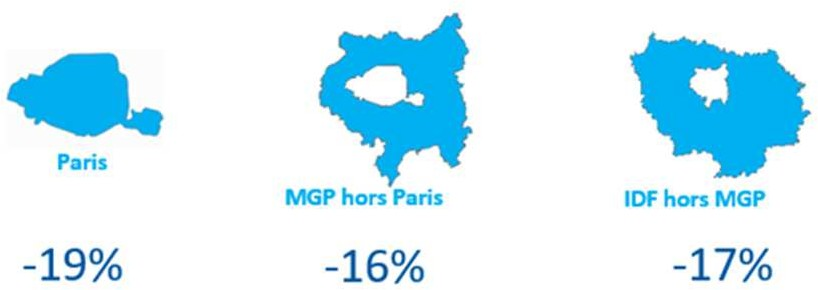 Paris
MGP hors Paris
IDF hors MGP
-19%
-16%
-17%